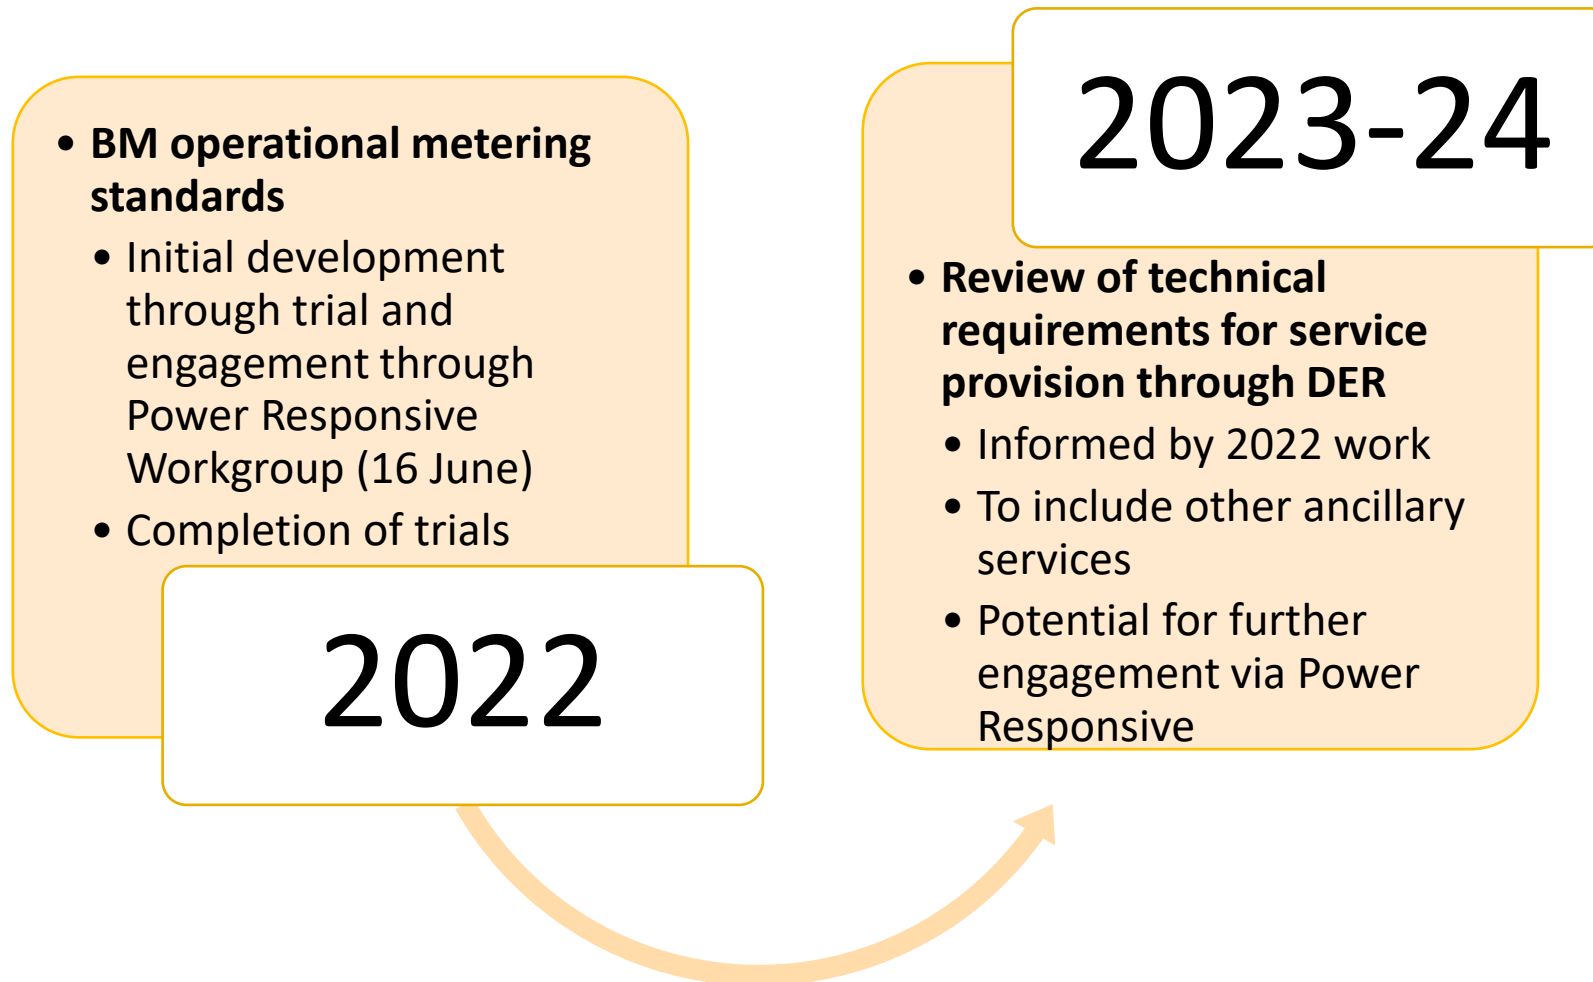 • BM operational metering
standards
• Initial development
through trial and
engagement through
Power Responsive
Workgroup (16 June)
• Completion of trials
2022
2023-24
• Review of technical
requirements for service
provision through DER
• Informed by 2022 work
• To include other ancillary
services
• Potential for further
engagement via Power
Responsive